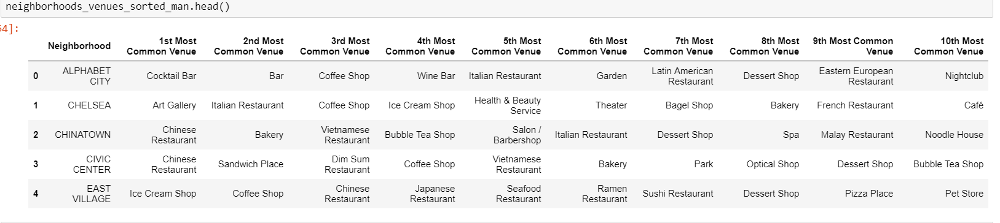 neighborhoods_venues_sorted_man.head()
54]:
Neighborhood 1st Most Common Venue 2nd Most Common Venue 3rd Most Common Venue 4th Most Common Venue 5th Most Common Venue 6th Most Common Venue 7th Most Common Venue 8th Most Common Venue 9th Most Common Venue 10th Most Common Venue
0 ALPHABET CITY Cocktail Bar Bar Coffee Shop Wine Bar Italian Restaurant Garden Latin American Restaurant Dessert Shop Eastern European Restaurant Nightclub
1 CHELSEA Art Gallery Italian Restaurant Coffee Shop Ice Cream Shop Health & Beauty Service Theater Bagel Shop Bakery French Restaurant Café
2 CHINATOWN Chinese Restaurant Bakery Vietnamese Restaurant Bubble Tea Shop Salon / Barbershop Italian Restaurant Dessert Shop Spa Malay Restaurant Noodle House
3 CIVIC CENTER Chinese Restaurant Sandwich Place Dim Sum Restaurant Coffee Shop Vietnamese Restaurant Bakery Park Optical Shop Dessert Shop Bubble Tea Shop
4 EAST VILLAGE Ice Cream Shop Coffee Shop Chinese Restaurant Japanese Restaurant Seafood Restaurant Ramen Restaurant Sushi Restaurant Dessert Shop Pizza Place Pet Store